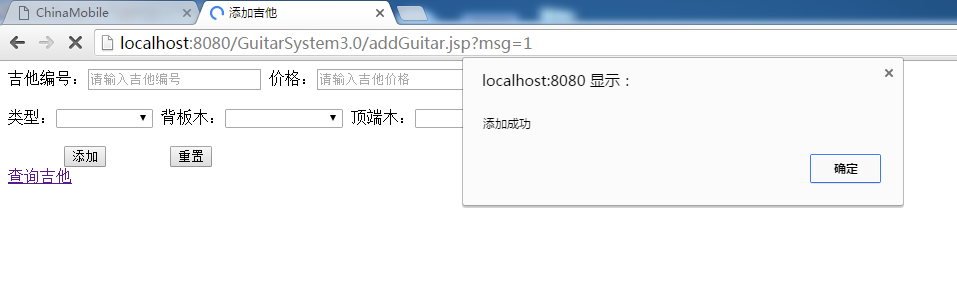 ChinaMobile 添加吉他
localhost:8080/GuitarSystem3.0/addGuitar.jsp?msg=1
吉他编号： 请输入吉他编号 价格： 请输入吉他价格
localhost:8080 显示：
类型： 背板木： 顶端木：
添加成功
添加 重置
确定
查询吉他